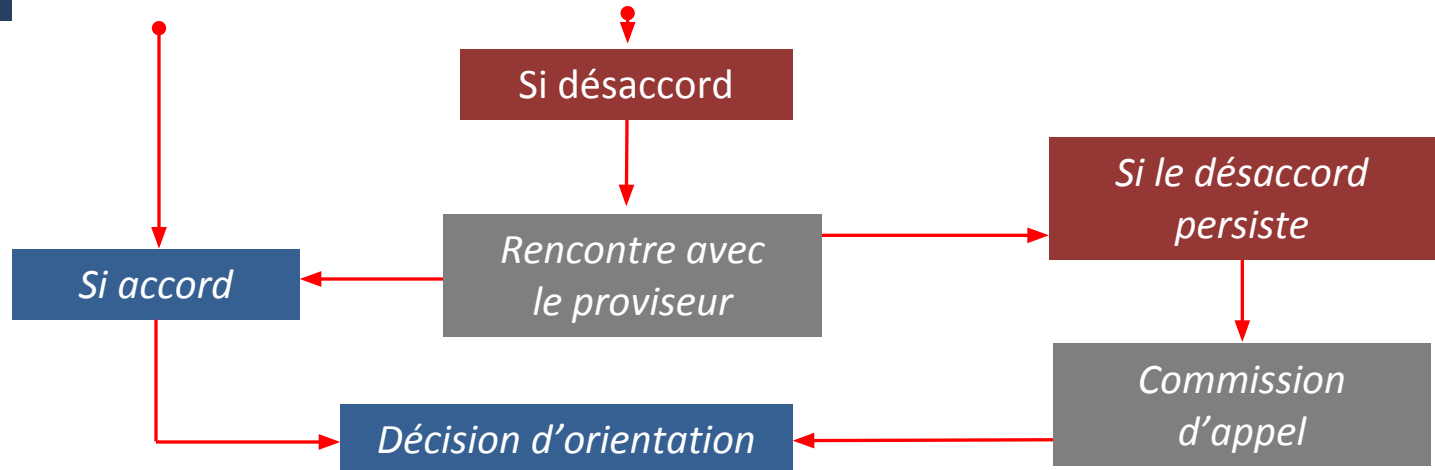 Si désaccord
Si le désaccord
persiste
Rencontre avec
le proviseur
Si accord
Commission
d’appel
Décision d’orientation